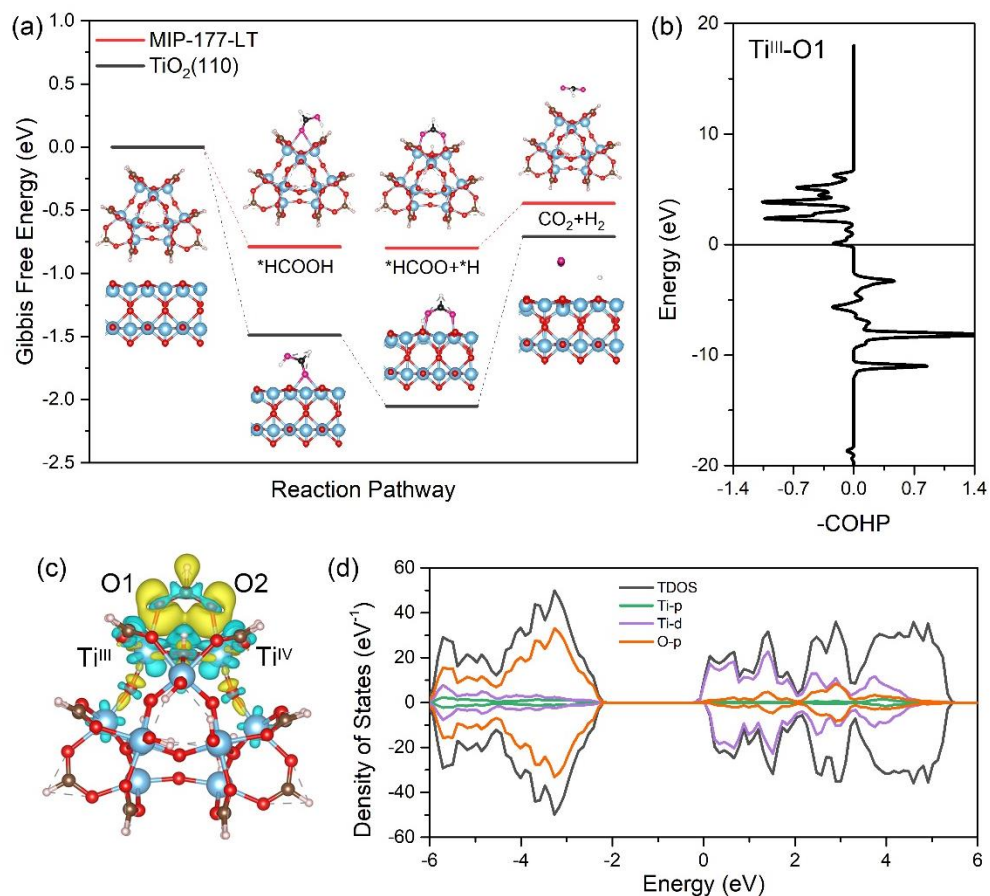 (a)
1.0
0.5
0.0
-0.5
-1.0
-1.5
-2.0
-2.5
Gibbis Free Energy (eV)
MIP-177-LT
TiO₂(110)
*HCOOH
*HCOO+*H
CO₂+H₂
Reaction Pathway
(b)
Tiᴵᴵᴵ-O1
20
10
0
-10
-20
Energy (eV)
-1.4 -0.7 0.0 0.7 1.4
-COHP
(c)
O1 O2
Tiᴵᴵᴵ Tiᴵⱽ
(d)
60
40
20
0
-20
-40
-60
Density of States (eV⁻¹)
TDOS
Ti-p
Ti-d
O-p
-6 -4 -2 0 2 4 6
Energy (eV)